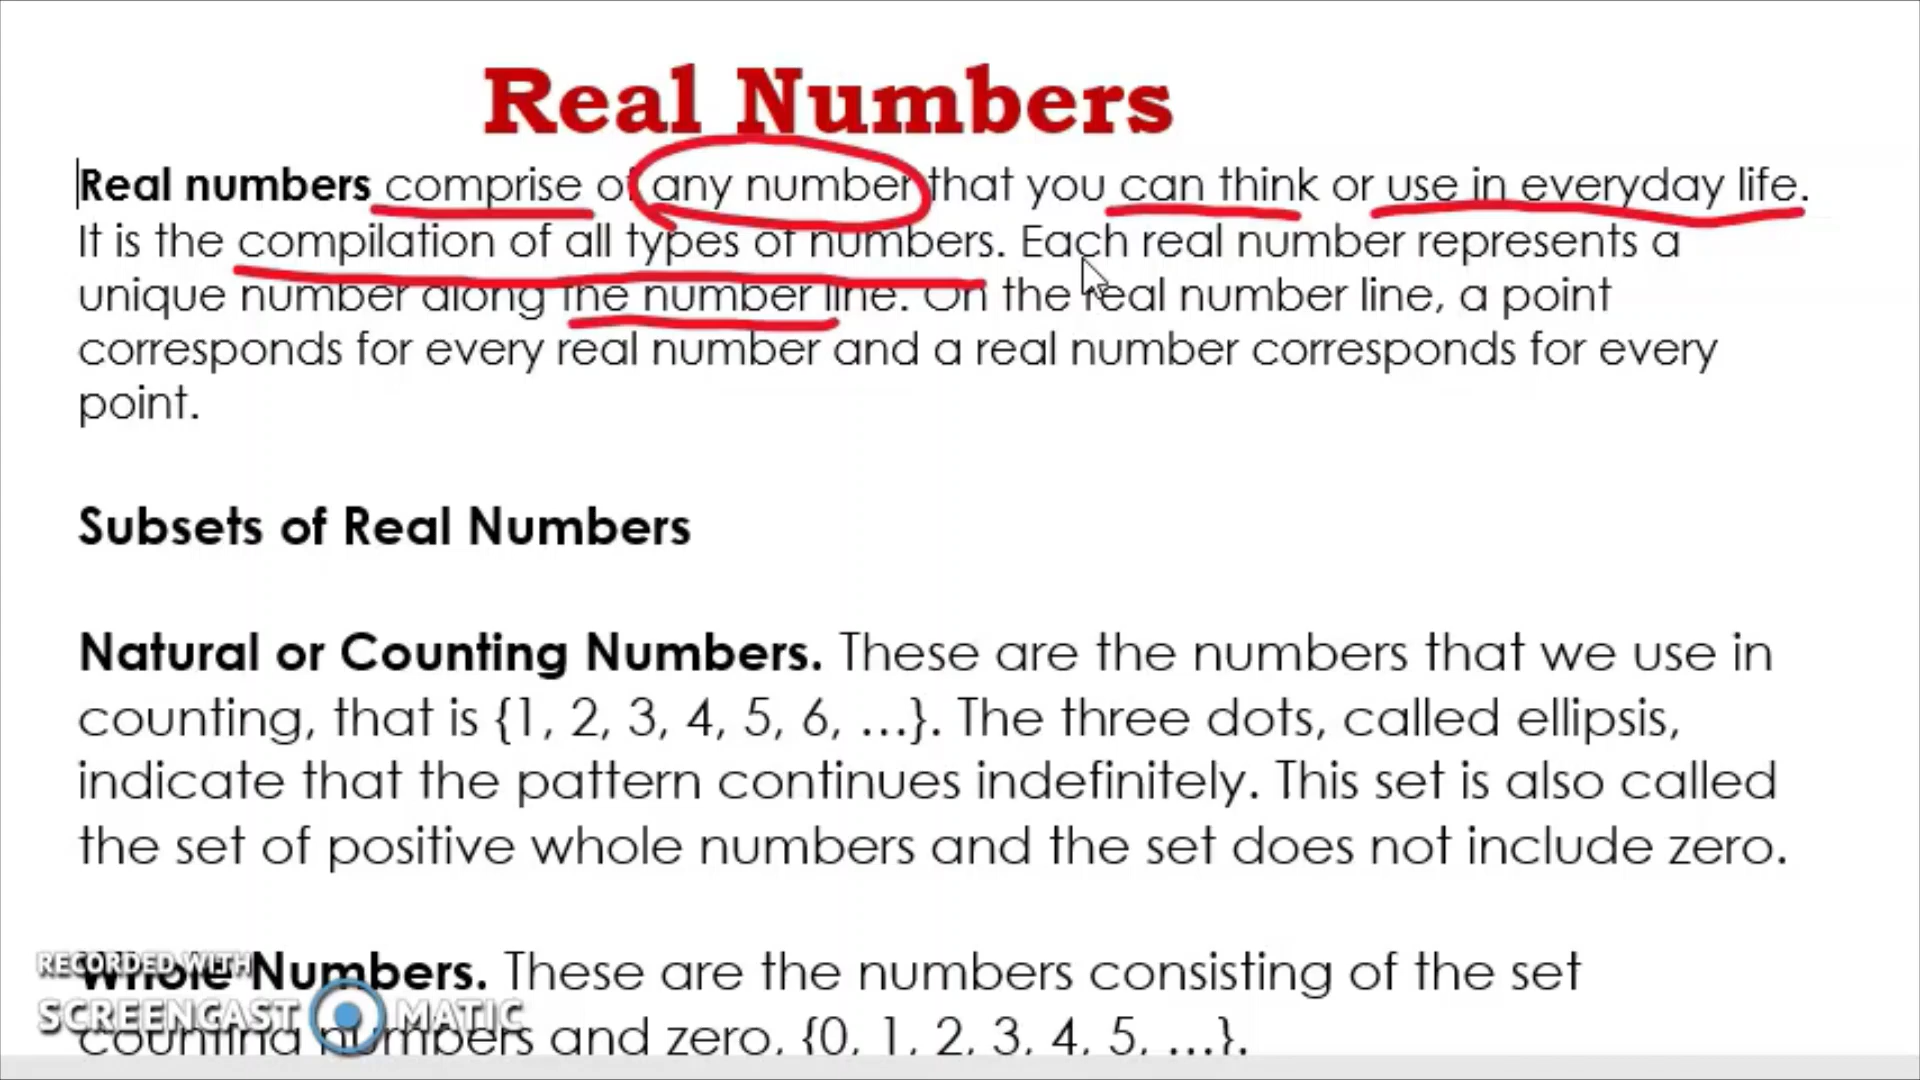 Real Numbers
Real numbers comprise of any number that you can think or use in everyday life.
It is the compilation of all types of numbers. Each real number represents a
unique number along the number line. On the real number line, a point
corresponds for every real number and a real number corresponds for every
point.
Subsets of Real Numbers
Natural or Counting Numbers. These are the numbers that we use in
counting, that is {1, 2, 3, 4, 5, 6, …}. The three dots, called ellipsis,
indicate that the pattern continues indefinitely. This set is also called
the set of positive whole numbers and the set does not include zero.
Whole Numbers. These are the numbers consisting of the set
counting numbers and zero, {0, 1, 2, 3, 4, 5, …}.
RECORDED WITH
SCREENCAST MATIC